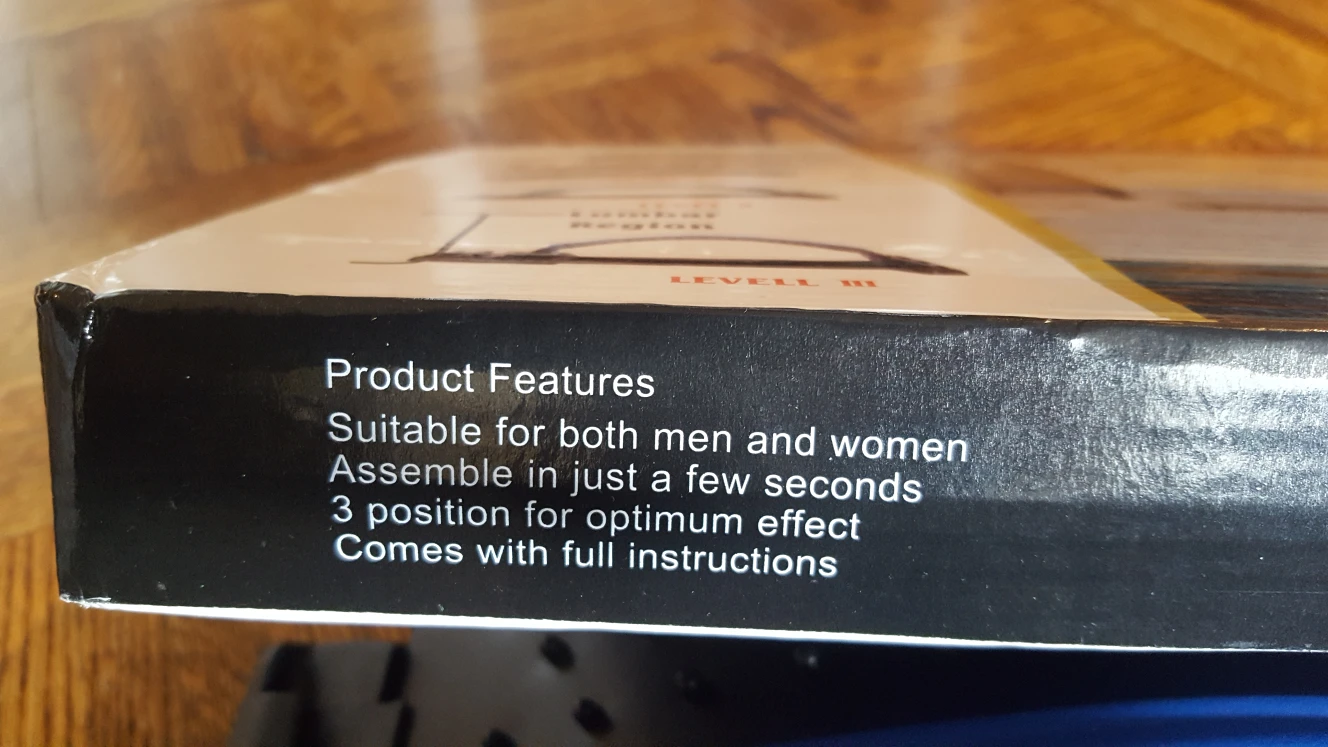 Lumbar
Region
LEVELL III
Product Features
Suitable for both men and women
Assemble in just a few seconds
3 position for optimum effect
Comes with full instructions